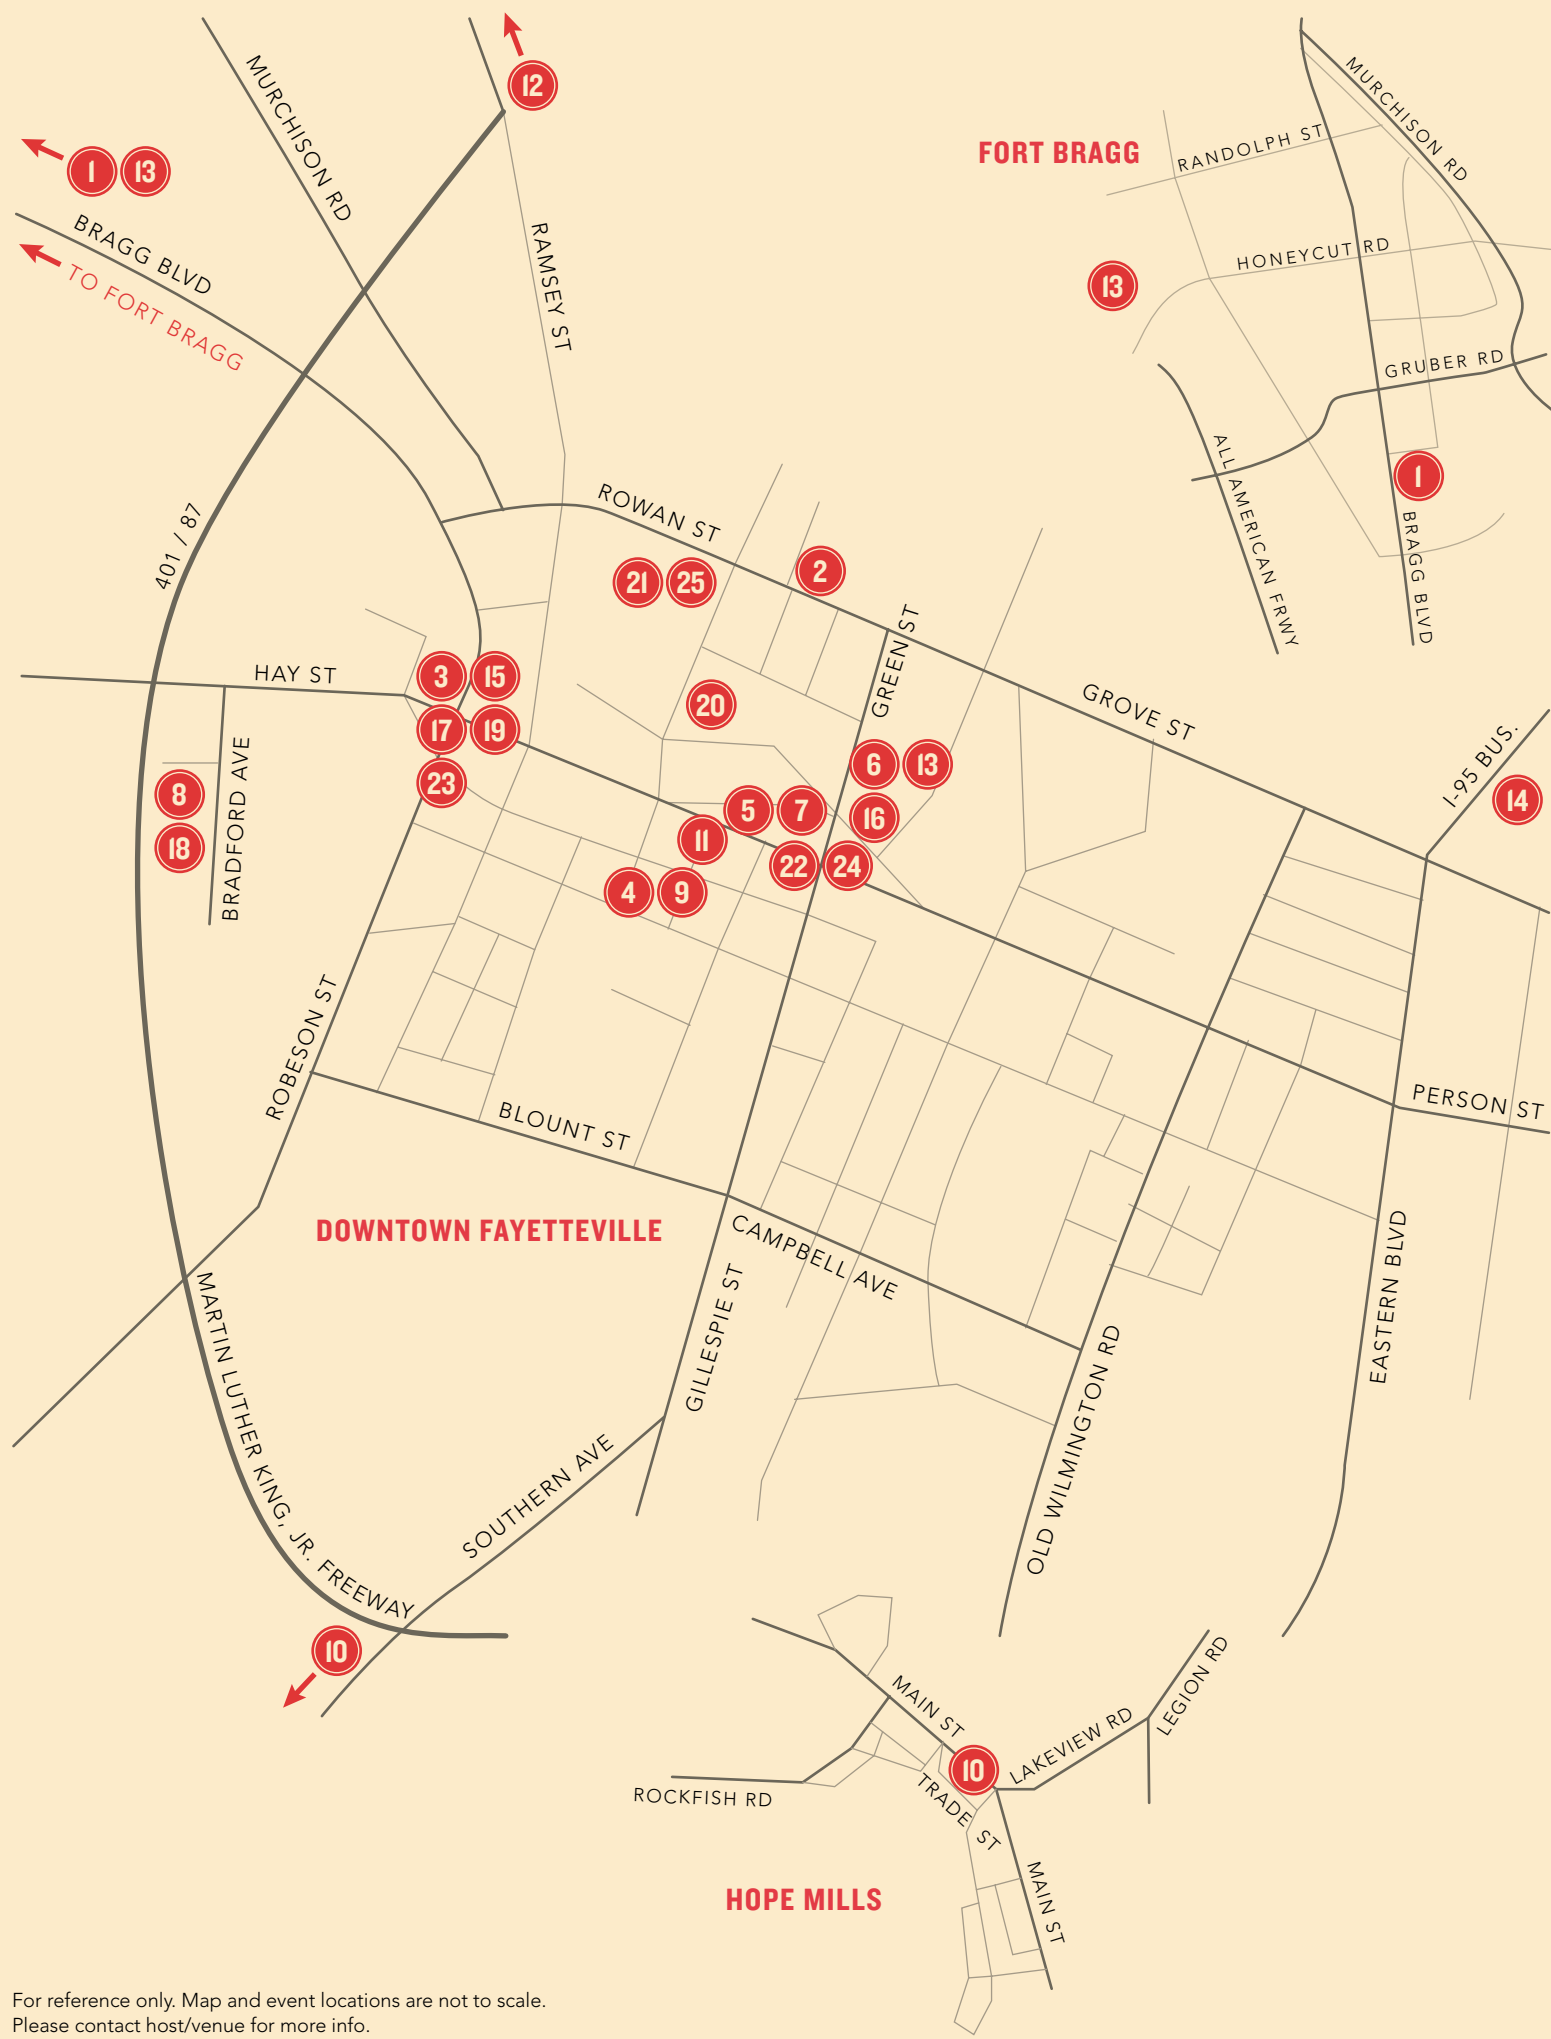 12
MURCHISON RD
1 13
BRAGG BLVD
TO FORT BRAGG
RAMSEY ST
401 / 87
FORT BRAGG
MURCHISON RD
RANDOLPH ST
HONEYCUT RD
13
GRUBER RD
ALL AMERICAN FRWY
1
BRAGG BLVD
ROWAN ST
21 25
2
GREEN ST
HAY ST
3 15
17 19
23
20
GROVE ST
I-95 BUS.
14
BRADFORD AVE
8
18
6 13
5 7
16
11
22 24
4 9
ROBESON ST
BLOUNT ST
PERSON ST
DOWNTOWN FAYETTEVILLE
CAMPBELL AVE
GILLESPIE ST
EASTERN BLVD
MARTIN LUTHER KING, JR. FREEWAY
SOUTHERN AVE
OLD WILMINGTON RD
10
MAIN ST
LEGION RD
LAKEVIEW RD
10
ROCKFISH RD
TRADE ST
MAIN ST
HOPE MILLS
For reference only. Map and event locations are not to scale.
Please contact host/venue for more info.